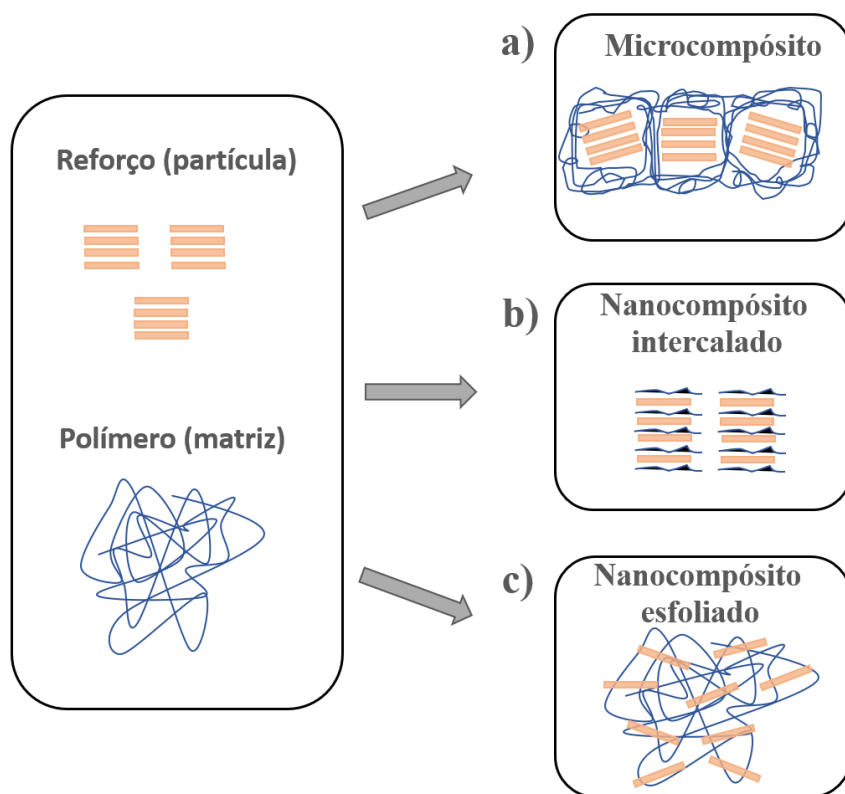 Reforço (partícula)
Polímero (matriz)
a)
Microcompósito
b)
Nanocompósito
intercalado
c)
Nanocompósito
esfoliado